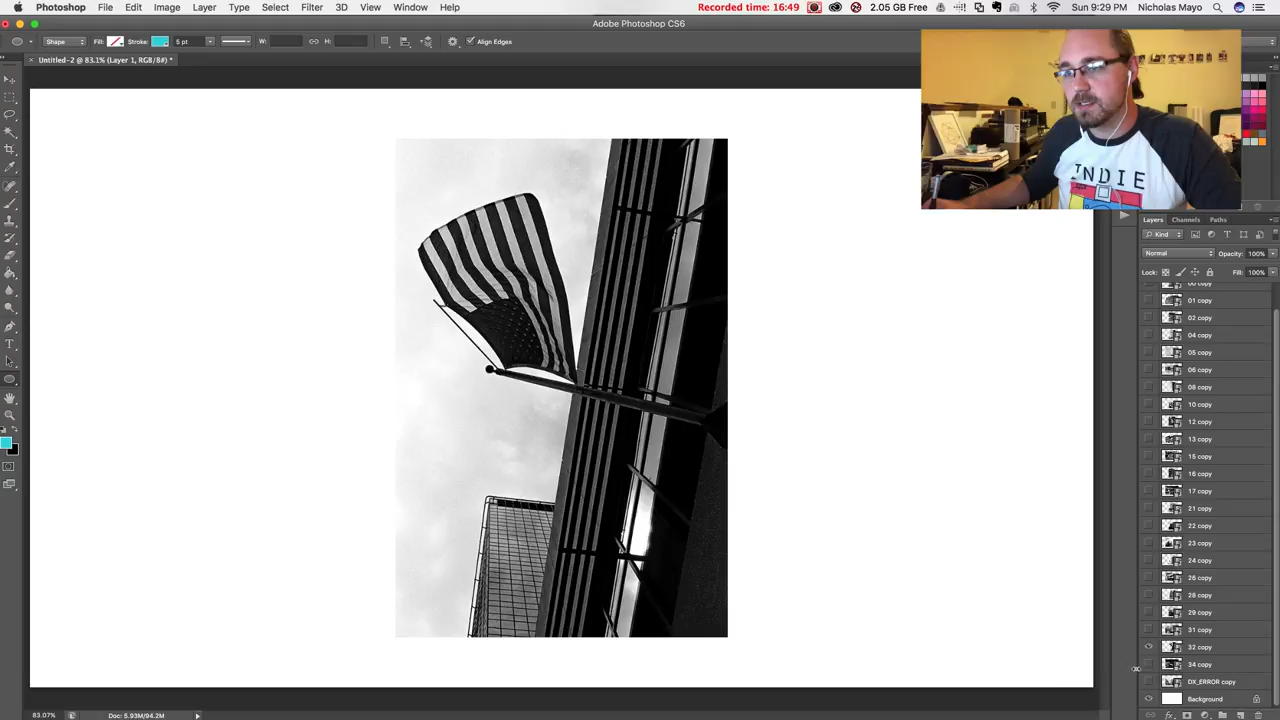 Photoshop File Edit Image Layer Type Select Filter 3D View Window Help
Recorded time: 16:49
2.05 GB Free
Sun 9:29 PM Nicholas Mayo
Adobe Photoshop CS6
Shape Fill: Stroke: 5 pt W: H: Align Edges
Untitled-2 @ 83.1% (Layer 1, RGB/8#) *
INDIE
Layers Channels Paths
Kind
Normal Opacity: 100%
Lock: Fill: 100%
00 copy
01 copy
02 copy
04 copy
05 copy
06 copy
08 copy
10 copy
12 copy
13 copy
15 copy
16 copy
17 copy
21 copy
22 copy
23 copy
24 copy
26 copy
28 copy
29 copy
31 copy
32 copy
34 copy
DX_ERROR copy
Background
83.07% Doc: 5.93M/94.2M